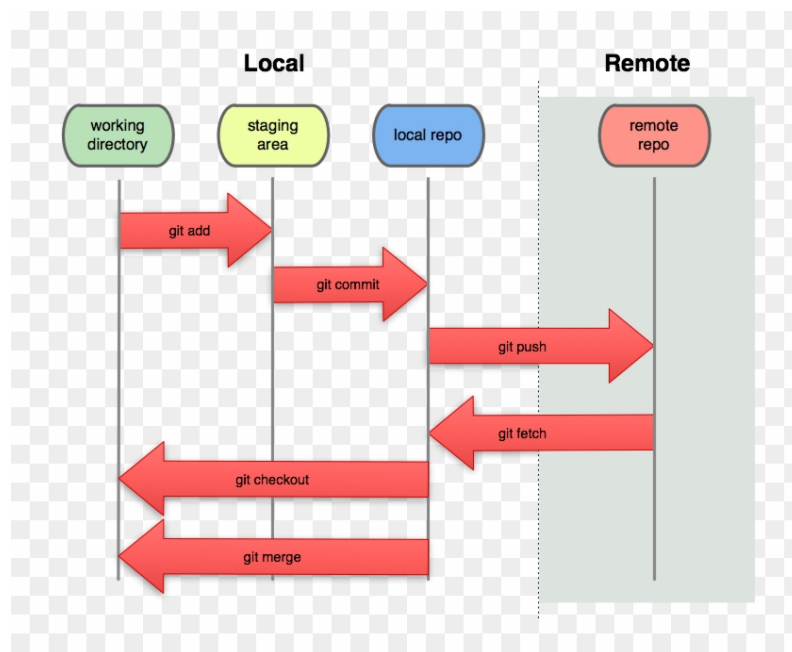 Local
Remote
working
directory
staging
area
local repo
remote
repo
git add
git commit
git push
git fetch
git checkout
git merge